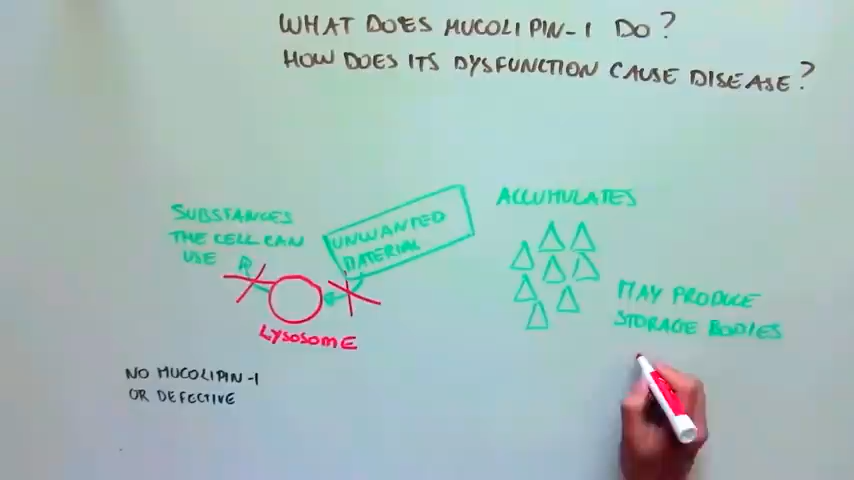 WHAT DOES MUCOLIPIN-1 DO?
HOW DOES ITS DYSFUNCTION CAUSE DISEASE?
SUBSTANCES
THE CELL CAN
USE
UNWANTED
MATERIAL
LYSOSOME
NO MUCOLIPIN-1
OR DEFECTIVE
ACCUMULATES
MAY PRODUCE
STORAGE BODIES